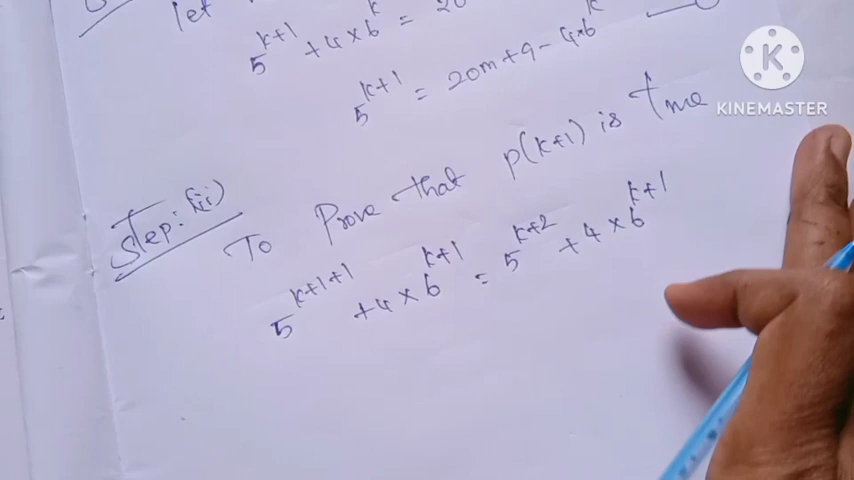 let
5^{k+1} + 4 × 6^k = 20
5^{k+1} = 20m + 9 - 4×6^k
Step: (iii)
To Prove that P(k+1) is true
5^{k+1+1} + 4 × 6^{k+1} = 5^{k+2} + 4 × 6^{k+1}
K
KINEMASTER